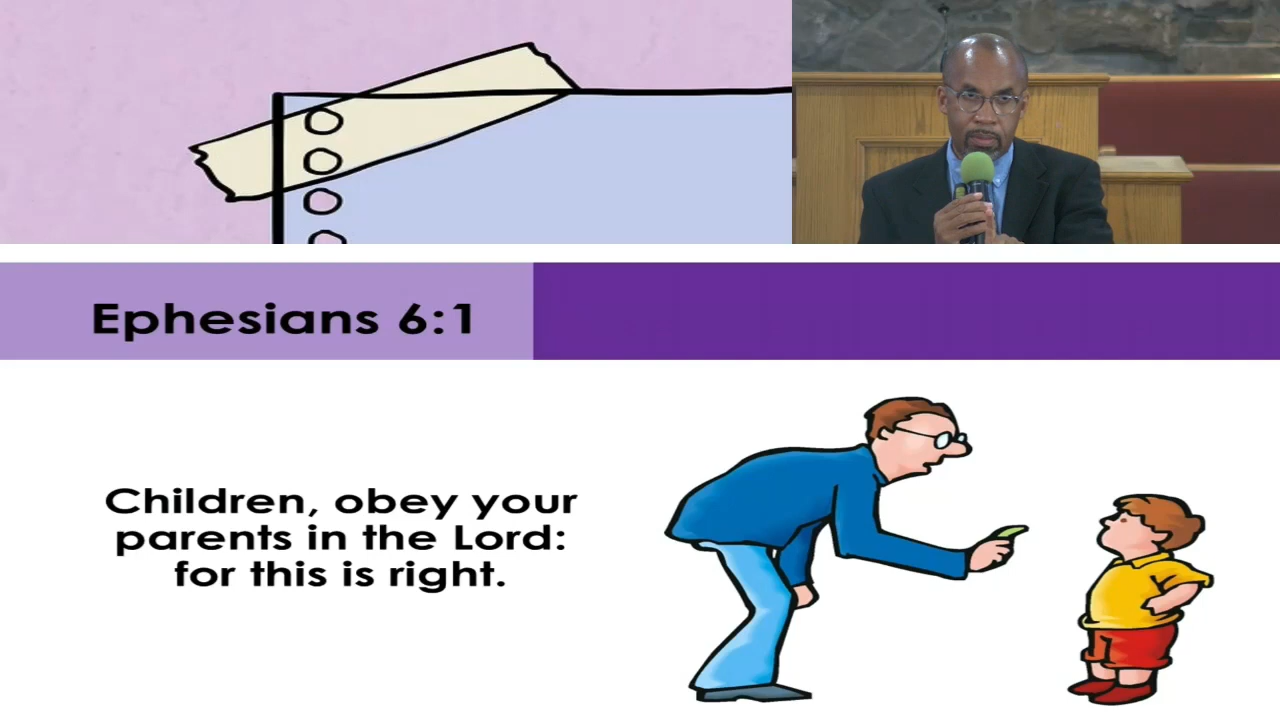 Ephesians 6:1
Children, obey your
parents in the Lord:
for this is right.